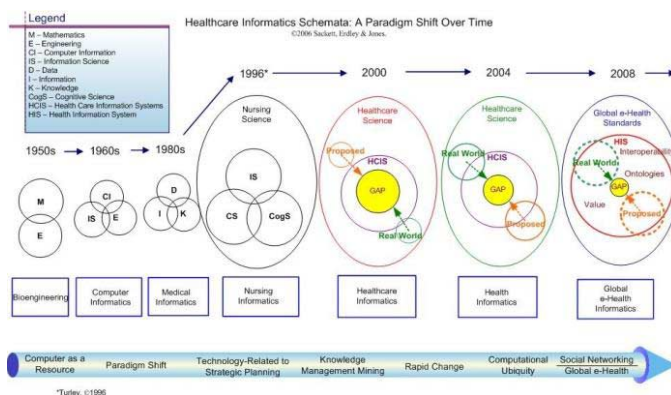 Legend
M – Mathematics
E – Engineering
CI – Computer Information
IS – Information Science
D – Data
I – Information
K – Knowledge
CogS – Cognitive Science
HCIS – Health Care Information Systems
HIS – Health Information System
Healthcare Informatics Schemata: A Paradigm Shift Over Time
©2006 Sackett, Erdley & Jones.
1950s
1960s
1980s
1996*
2000
2004
2008
M
E
CI
IS
E
D
I
K
Nursing
Science
IS
CS
CogS
Healthcare
Science
Proposed
HCIS
GAP
Real World
Healthcare
Science
Real World
HCIS
GAP
Proposed
Global e-Health
Standards
HIS
Interoperability
Real World
Ontologies
GAP
Value
Proposed
Bioengineering
Computer
Informatics
Medical
Informatics
Nursing
Informatics
Healthcare
Informatics
Health
Informatics
Global
e-Health
Informatics
Computer as a
Resource
Paradigm Shift
Technology-Related to
Strategic Planning
Knowledge
Management Mining
Rapid Change
Computational
Ubiquity
Social Networking
Global e-Health
*Turley, ©1996